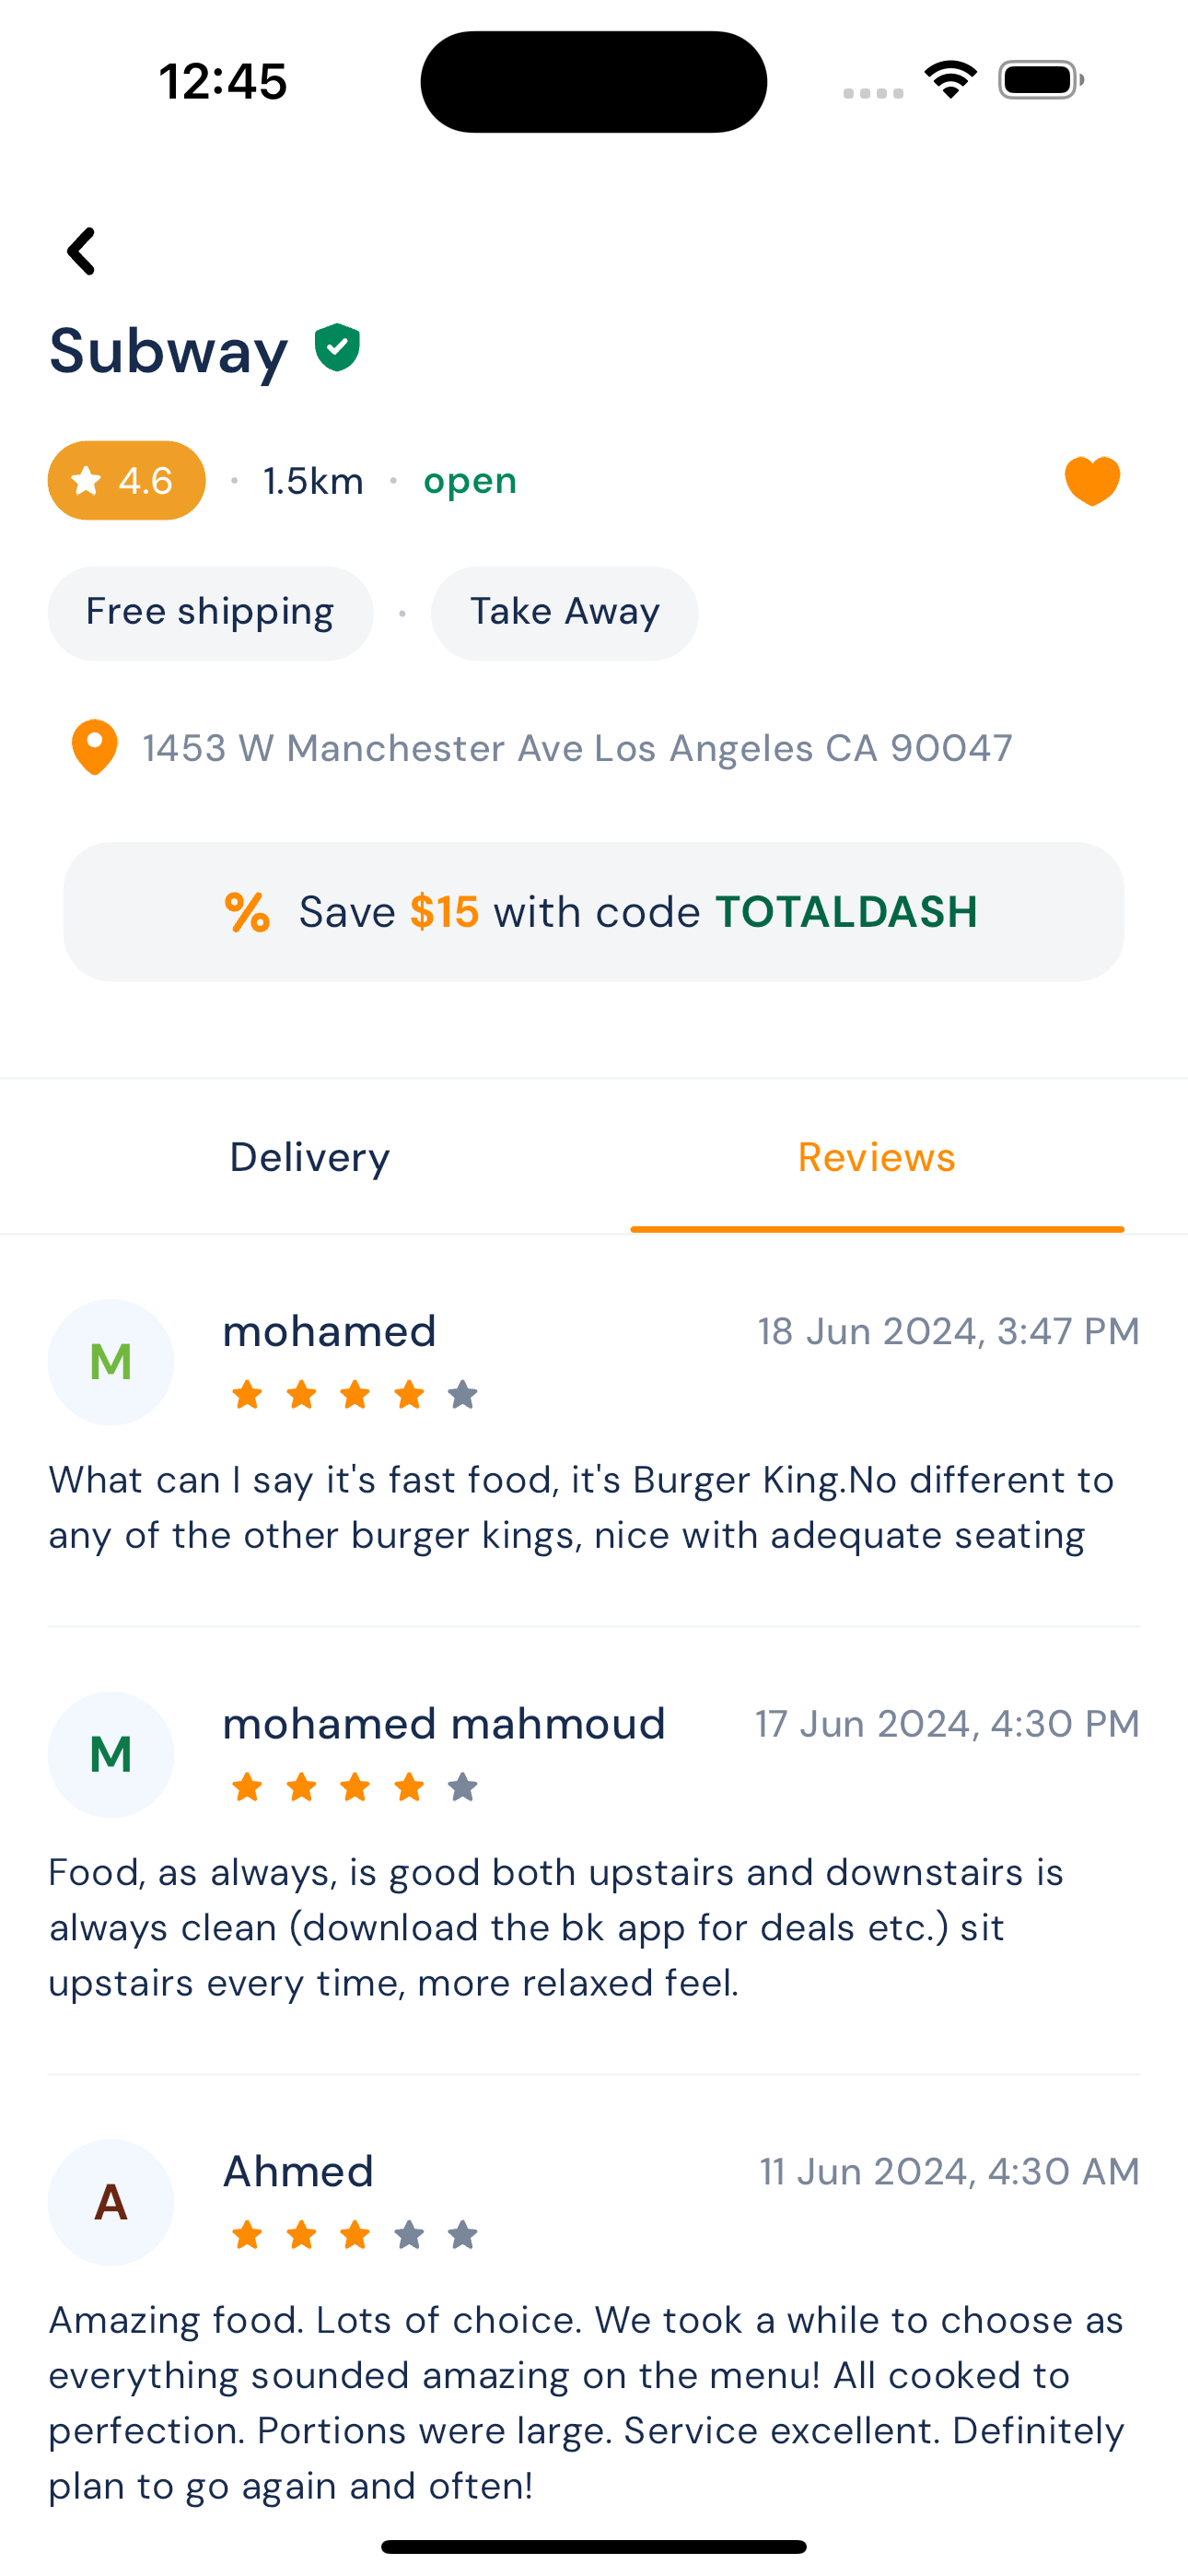 12:45
Subway
4.6 · 1.5km · open
Free shipping · Take Away
1453 W Manchester Ave Los Angeles CA 90047
% Save $15 with code TOTALDASH
Delivery Reviews
M mohamed 18 Jun 2024, 3:47 PM
What can I say it's fast food, it's Burger King.No different to
any of the other burger kings, nice with adequate seating
M mohamed mahmoud 17 Jun 2024, 4:30 PM
Food, as always, is good both upstairs and downstairs is
always clean (download the bk app for deals etc.) sit
upstairs every time, more relaxed feel.
A Ahmed 11 Jun 2024, 4:30 AM
Amazing food. Lots of choice. We took a while to choose as
everything sounded amazing on the menu! All cooked to
perfection. Portions were large. Service excellent. Definitely
plan to go again and often!